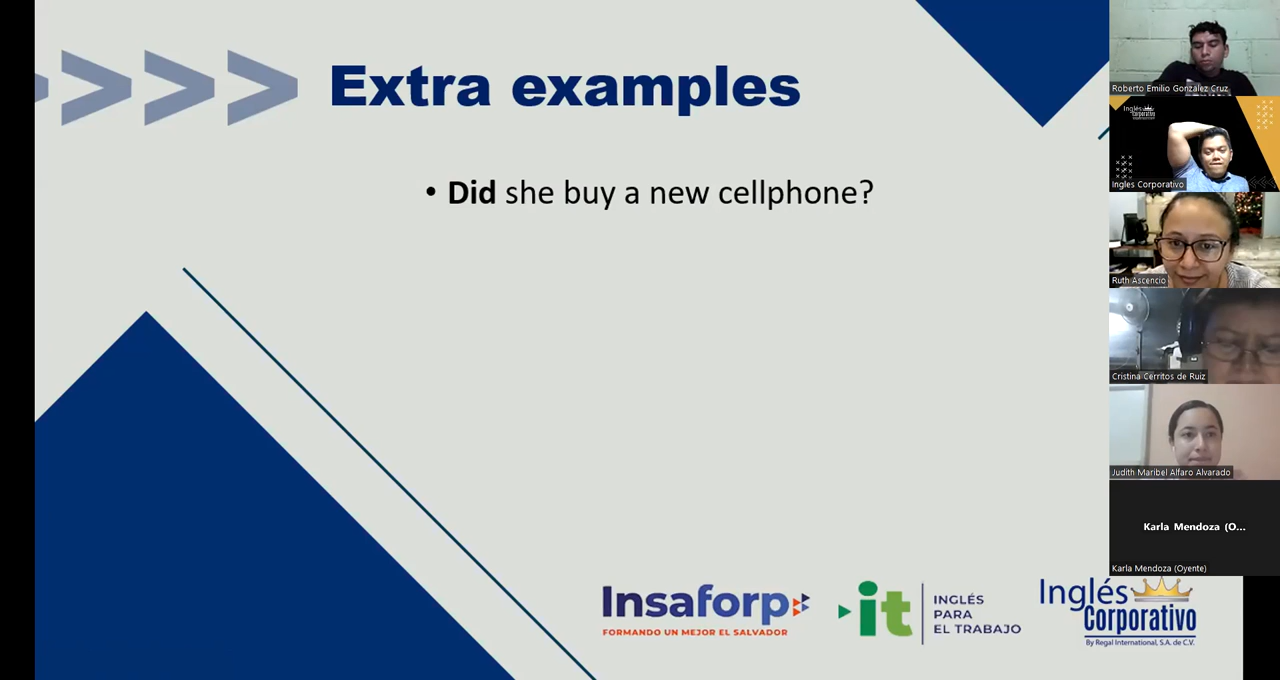 Extra examples
• Did she buy a new cellphone?
Insaforp
FORMANDO UN MEJOR EL SALVADOR
it
INGLÉS
PARA
EL TRABAJO
Inglés
Corporativo
By Regal International, S.A. de C.V.
Roberto Emilio González Cruz
Inglés
Corporativo
Ingles Corporativo
Ruth Ascencio
Cristina Cerritos de Ruiz
Judith Maribel Alfaro Alvarado
Karla Mendoza (O...
Karla Mendoza (Oyente)